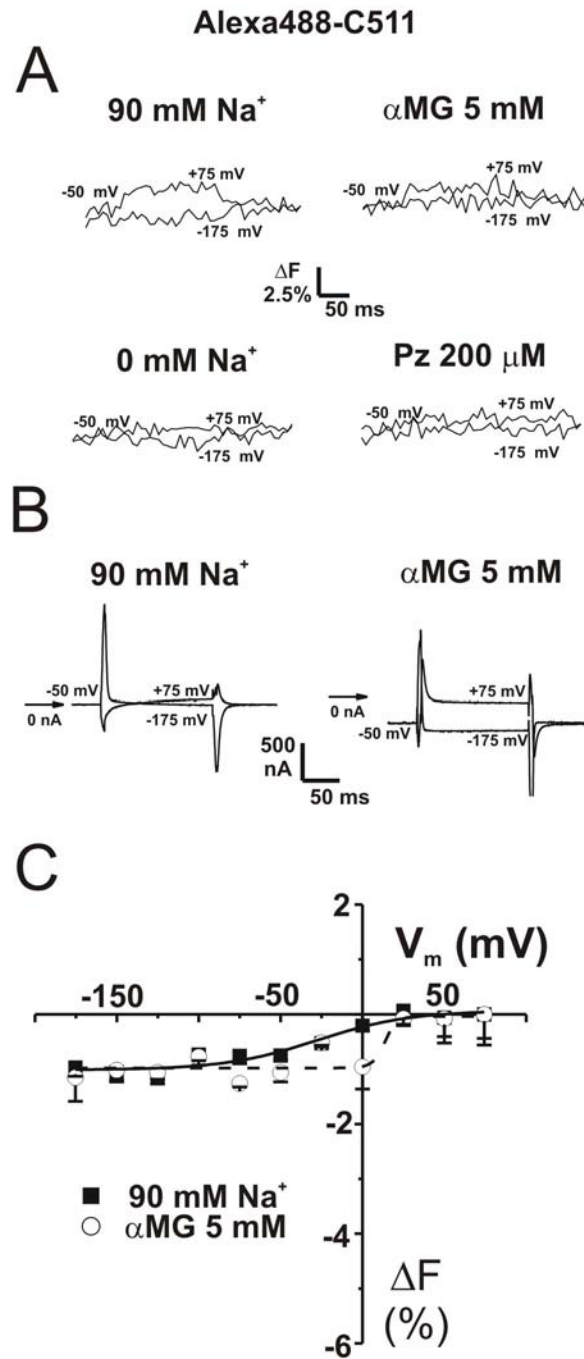 Alexa488-C511
A
90 mM Na⁺
αMG 5 mM
-50 mV
+75 mV
-175 mV
-50 mV
+75 mV
-175 mV
ΔF
2.5%
50 ms
0 mM Na⁺
Pz 200 μM
-50 mV
+75 mV
-175 mV
-50 mV
+75 mV
-175 mV
B
90 mM Na⁺
αMG 5 mM
-50 mV
+75 mV
0 nA
-175 mV
+75 mV
0 nA
-50 mV
-175 mV
500
nA
50 ms
C
2
Vm (mV)
-150
-50
50
-2
90 mM Na⁺
αMG 5 mM
-4
ΔF
(%)
-6